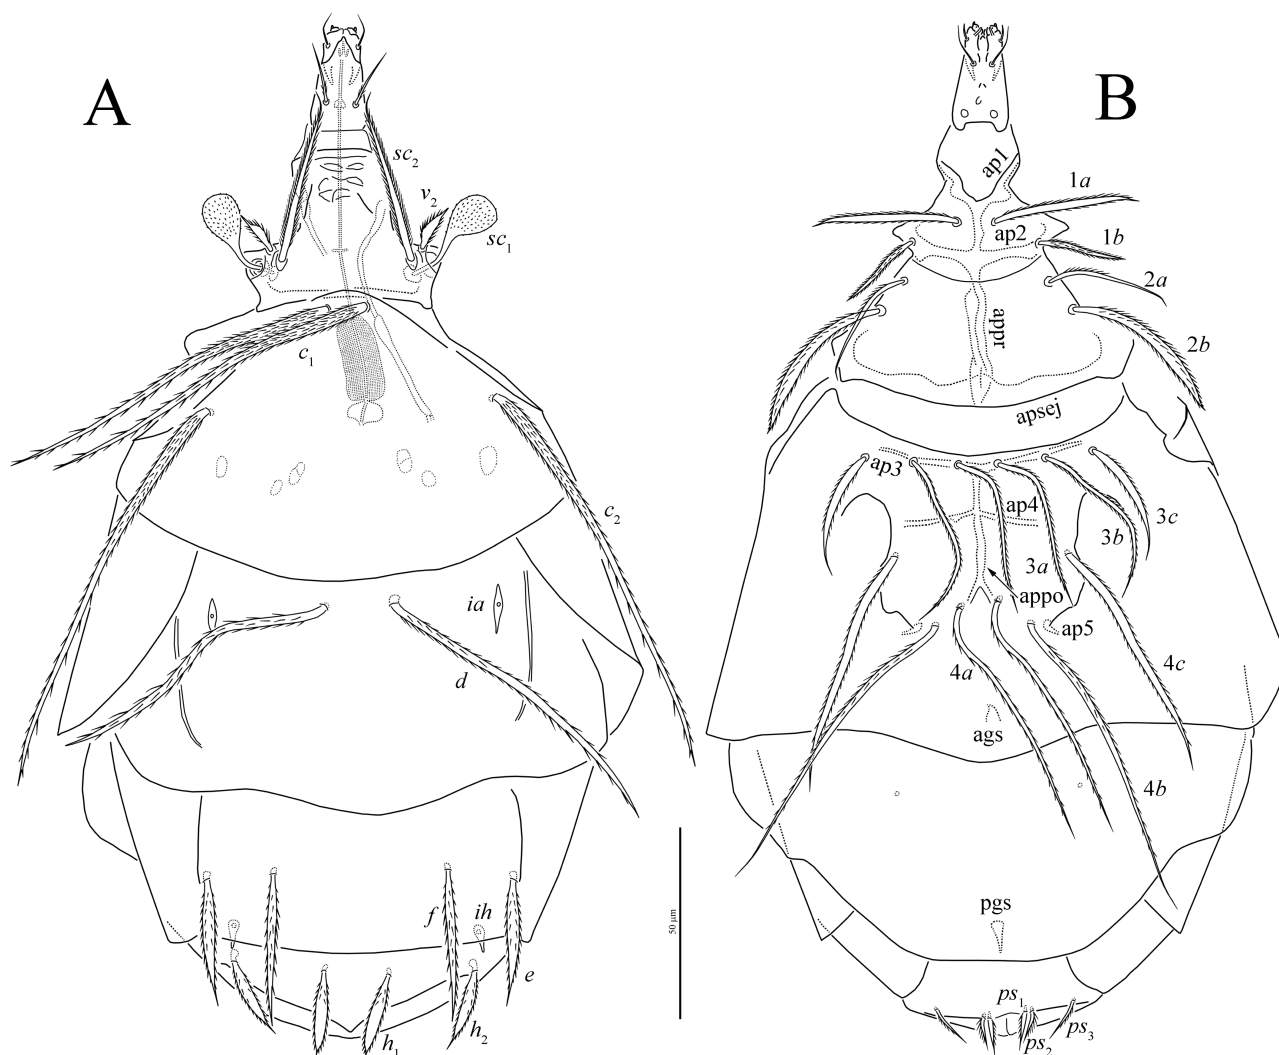 A
sc2
v2
sc1
c1
c2
ia
d
f
ih
e
h1
h2
50 μm
B
ap1
1a
ap2
1b
2a
appr
2b
apsej
ap3
ap4
3c
3b
3a
appo
ap5
4a
4c
ags
4b
pgs
ps1
ps2
ps3